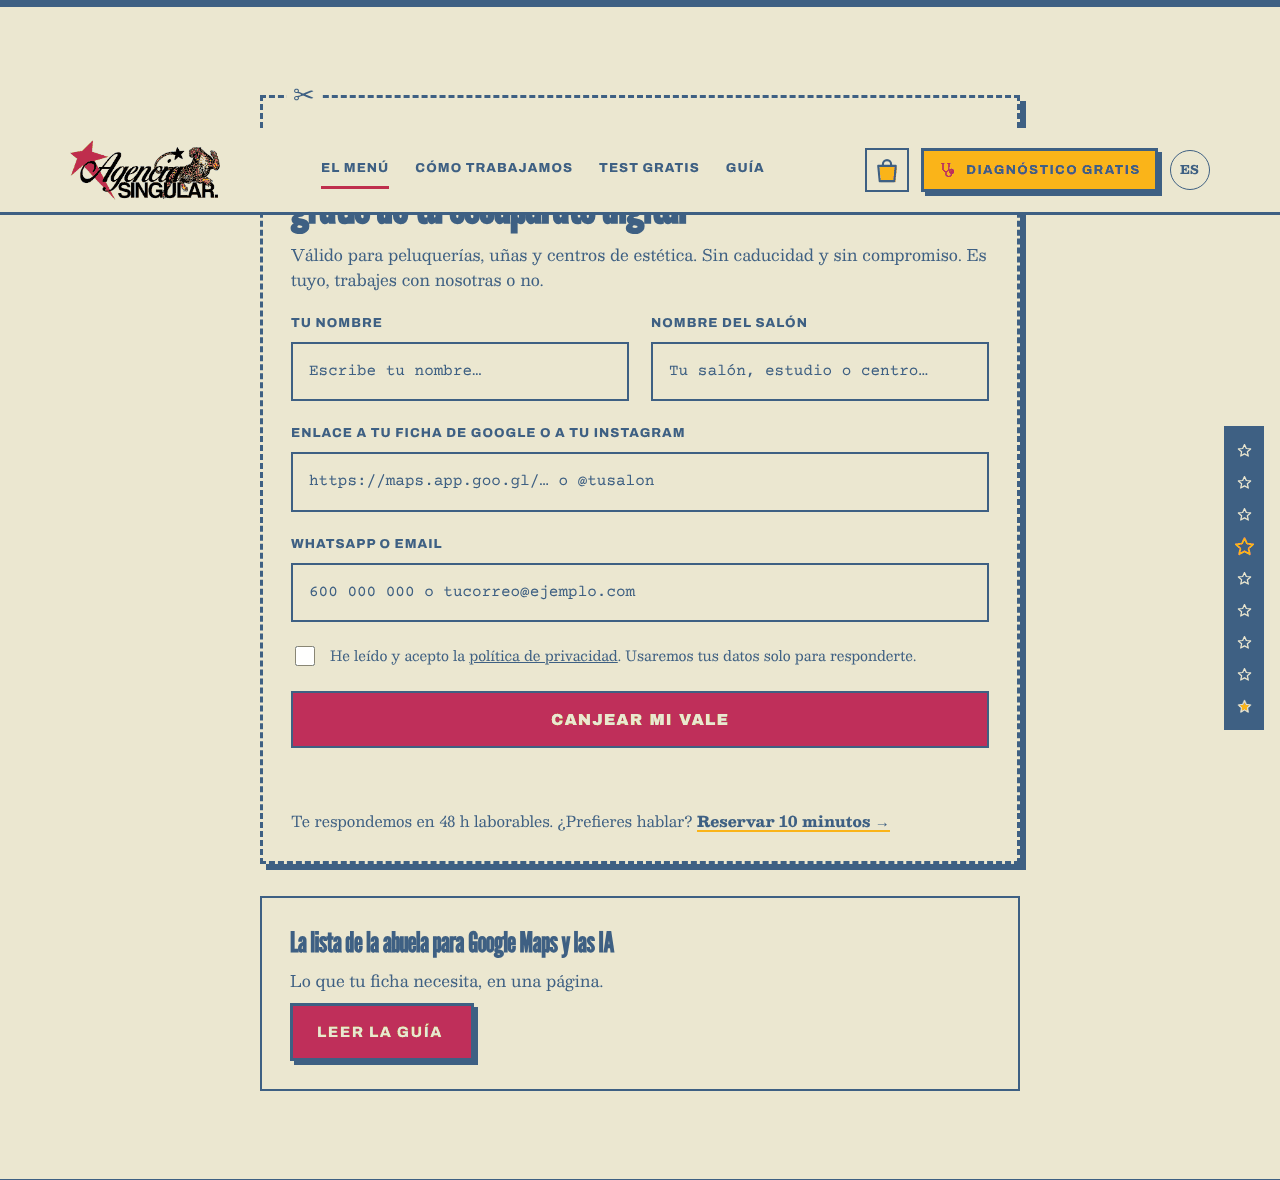 Agencia
SINGULAR.
EL MENÚ
CÓMO TRABAJAMOS
TEST GRATIS
GUÍA
DIAGNÓSTICO GRATIS
ES
Válido para peluquerías, uñas y centros de estética. Sin caducidad y sin compromiso. Es
tuyo, trabajes con nosotras o no.
TU NOMBRE
NOMBRE DEL SALÓN
Escribe tu nombre…
Tu salón, estudio o centro…
ENLACE A TU FICHA DE GOOGLE O A TU INSTAGRAM
https://maps.app.goo.gl/… o @tusalon
WHATSAPP O EMAIL
600 000 000 o tucorreo@ejemplo.com
He leído y acepto la política de privacidad. Usaremos tus datos solo para responderte.
CANJEAR MI VALE
Te respondemos en 48 h laborables. ¿Prefieres hablar? Reservar 10 minutos →
La lista de la abuela para Google Maps y las IA
Lo que tu ficha necesita, en una página.
LEER LA GUÍA